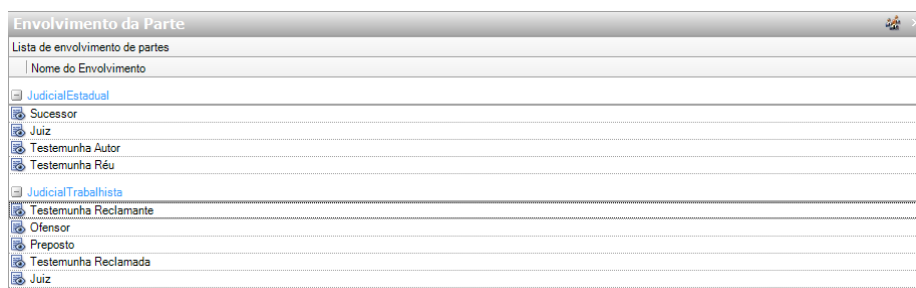 Envolvimento da Parte
Lista de envolvimento de partes
Nome do Envolvimento
JudicialEstadual
Sucessor
Juiz
Testemunha Autor
Testemunha Réu
JudicialTrabalhista
Testemunha Reclamante
Ofensor
Preposto
Testemunha Reclamada
Juiz